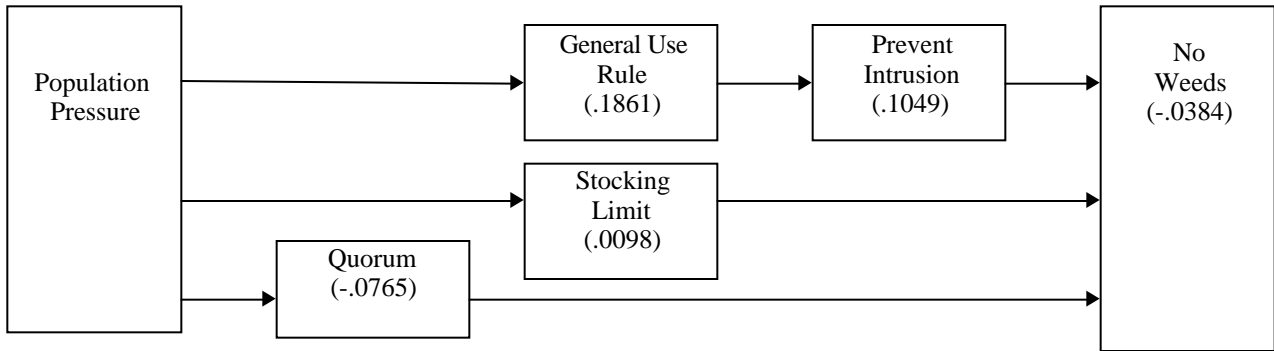 Population
Pressure
General Use
Rule
(.1861)
Prevent
Intrusion
(.1049)
No
Weeds
(-.0384)
Stocking
Limit
(.0098)
Quorum
(-.0765)